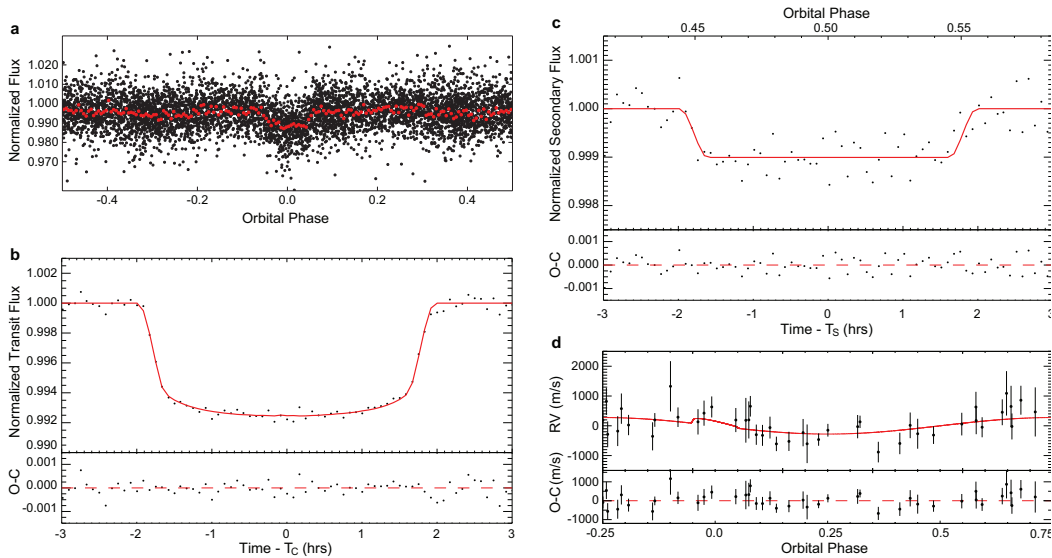 a
Normalized Flux
1.020
1.010
1.000
0.990
0.980
0.970
-0.4 -0.2 0.0 0.2 0.4
Orbital Phase
b
Normalized Transit Flux
1.002
1.000
0.998
0.996
0.994
0.992
0.990
O-C
0.001
0.000
-0.001
-3 -2 -1 0 1 2 3
Time - T_C (hrs)
c
Orbital Phase
0.45 0.50 0.55
Normalized Secondary Flux
1.001
1.000
0.999
0.998
O-C
0.001
0.000
-0.001
-3 -2 -1 0 1 2 3
Time - T_S (hrs)
d
RV (m/s)
2000
1000
0
-1000
O-C (m/s)
1000
0
-1000
-0.25 0.0 0.25 0.5 0.75
Orbital Phase